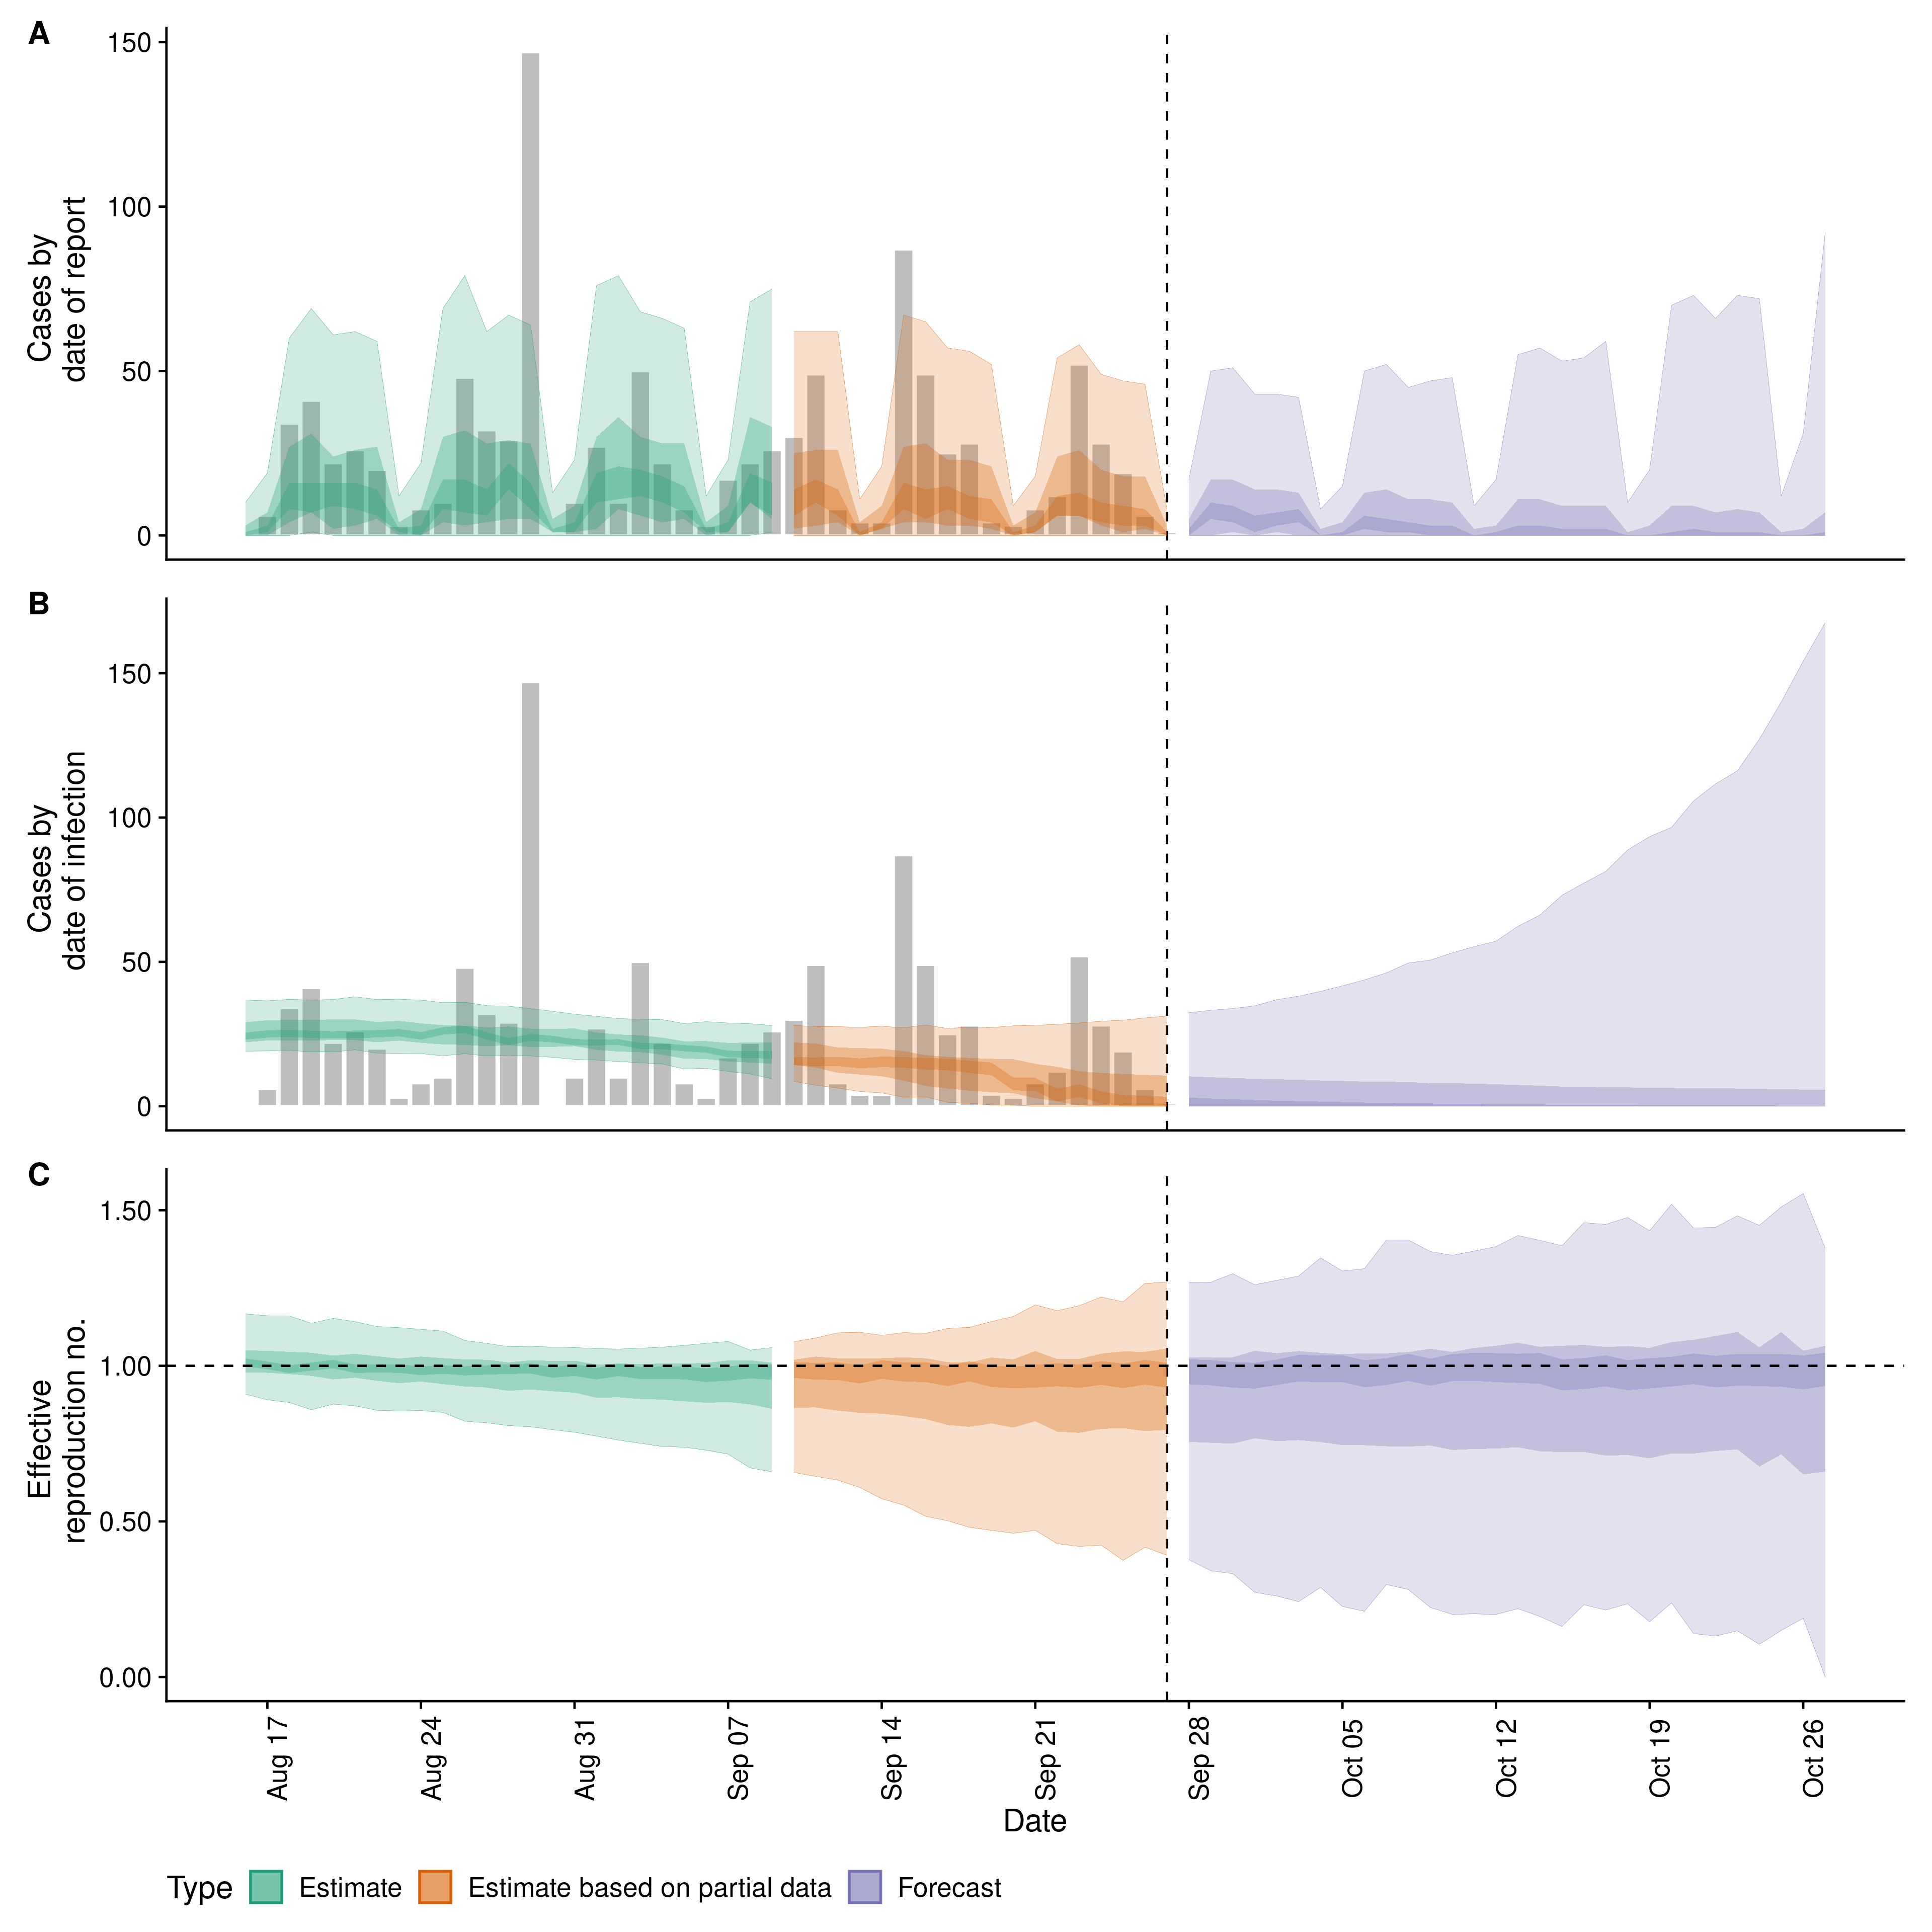 A
150
100
50
0
Cases by
date of report
B
150
100
50
0
Cases by
date of infection
C
1.50
1.00
0.50
0.00
Effective
reproduction no.
Aug 17
Aug 24
Aug 31
Sep 07
Sep 14
Sep 21
Sep 28
Oct 05
Oct 12
Oct 19
Oct 26
Date
Type Estimate Estimate based on partial data Forecast